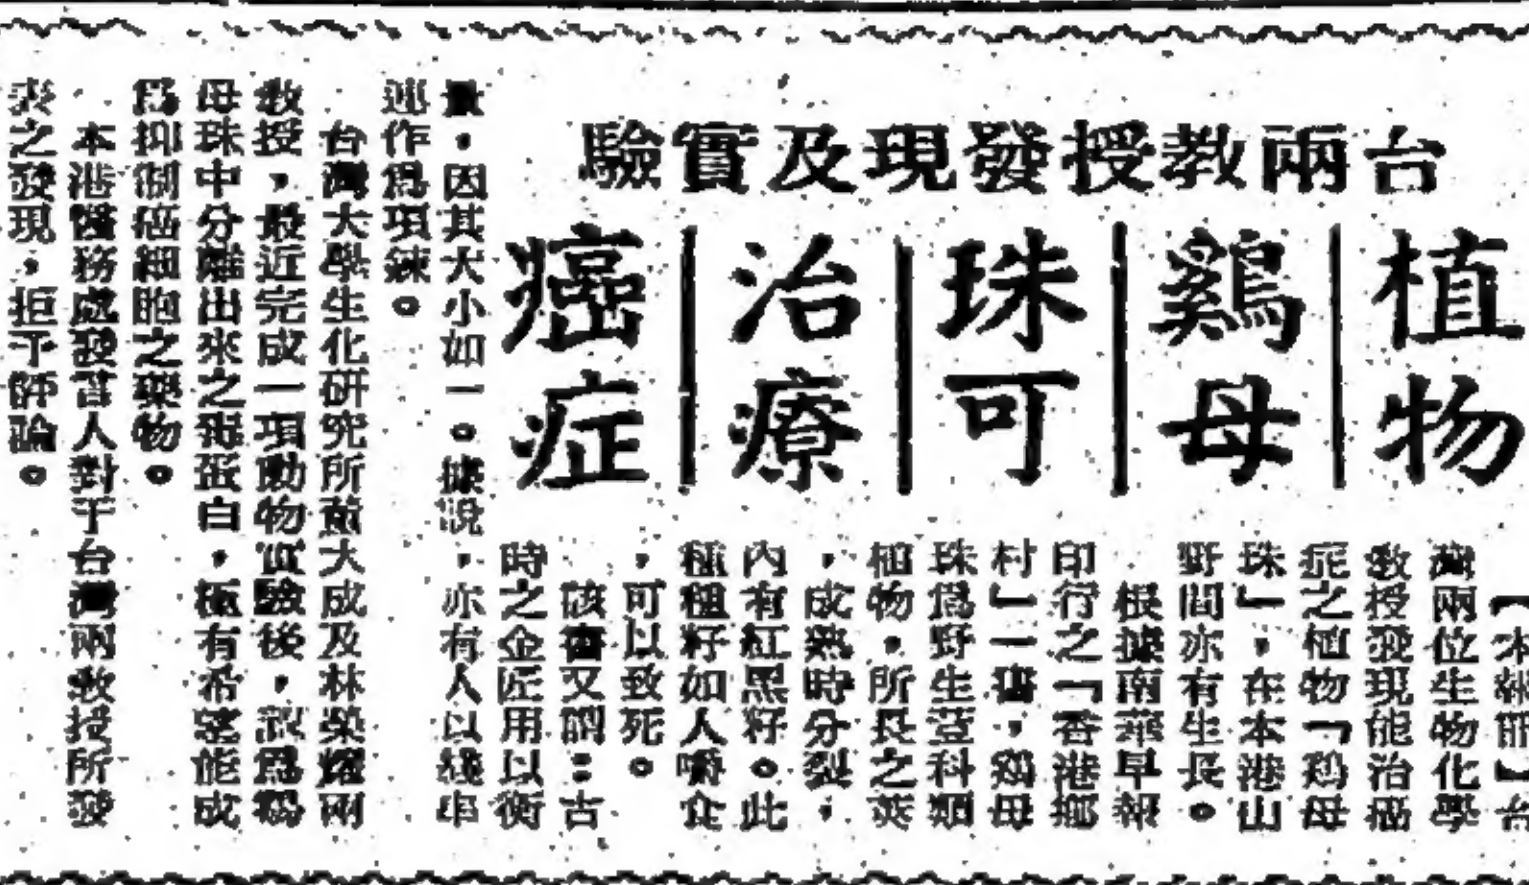 台兩教授發現及實驗
植物
鷄母
珠可
治療
癌症
【本報訊】台
灣兩位生物化學
教授發現能治癌
症之植物「鷄母
珠」，在本港山
野間亦有生長。
根據南華早報
印行之「香港鄉
村」一書，鷄母
珠爲野生荳科類
植物，所長之莢
，成熟時分裂，
內有紅黑籽。此
種種籽如人嚼食
，可以致死。
該書又謂：古
時之金匠用以衡
量，因其大小如一。據說，亦有人以綫串
連作爲項鍊。
台灣大學生化研究所董大成及林榮耀兩
教授，最近完成一項動物實驗後，認爲鷄
母珠中分離出來之毒蛋白，極有希望能成
爲抑制癌細胞之藥物。
本港醫務處發言人對于台灣兩教授所發
表之發現，拒予評論。